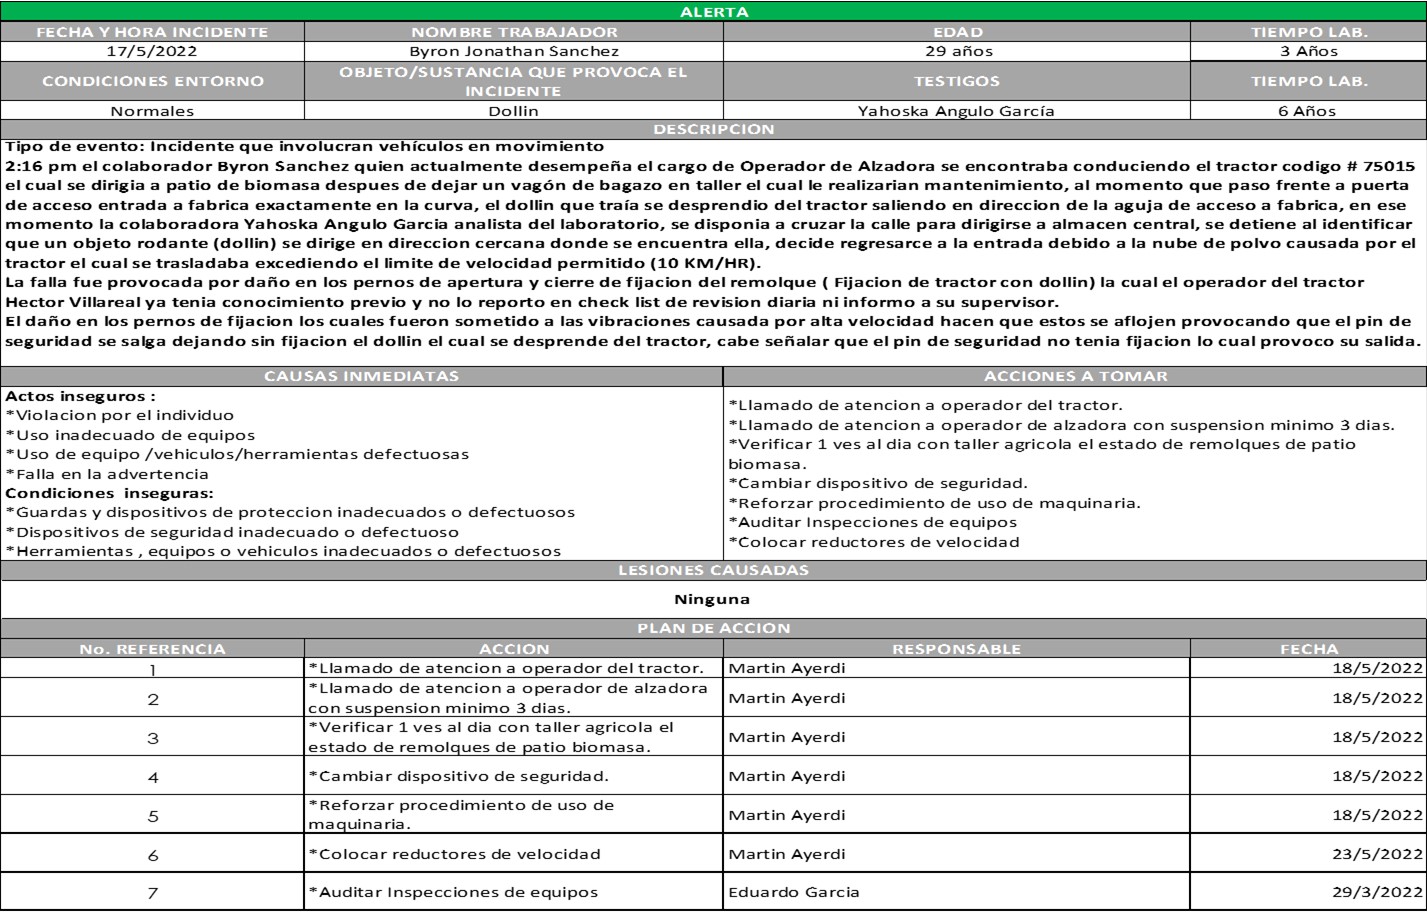 ALERTA
FECHA Y HORA INCIDENTE NOMBRE TRABAJADOR EDAD TIEMPO LAB.
17/5/2022 Byron Jonathan Sanchez 29 años 3 Años
CONDICIONES ENTORNO OBJETO/SUSTANCIA QUE PROVOCA EL INCIDENTE TESTIGOS TIEMPO LAB.
Normales Dollin Yahoska Angulo García 6 Años
DESCRIPCION
Tipo de evento: Incidente que involucran vehículos en movimiento
2:16 pm el colaborador Byron Sanchez quien actualmente desempeña el cargo de Operador de Alzadora se encontraba conduciendo el tractor codigo # 75015
el cual se dirigia a patio de biomasa despues de dejar un vagón de bagazo en taller el cual le realizarian mantenimiento, al momento que paso frente a puerta
de acceso entrada a fabrica exactamente en la curva, el dollin que traía se desprendio del tractor saliendo en direccion de la aguja de acceso a fabrica, en ese
momento la colaboradora Yahoska Angulo Garcia analista del laboratorio, se disponia a cruzar la calle para dirigirse a almacen central, se detiene al identificar
que un objeto rodante (dollin) se dirige en direccion cercana donde se encuentra ella, decide regresarce a la entrada debido a la nube de polvo causada por el
tractor el cual se trasladaba excediendo el limite de velocidad permitido (10 KM/HR).
La falla fue provocada por daño en los pernos de apertura y cierre de fijacion del remolque ( Fijacion de tractor con dollin) la cual el operador del tractor
Hector Villareal ya tenia conocimiento previo y no lo reporto en check list de revision diaria ni informo a su supervisor.
El daño en los pernos de fijacion los cuales fueron sometido a las vibraciones causada por alta velocidad hacen que estos se aflojen provocando que el pin de
seguridad se salga dejando sin fijacion el dollin el cual se desprende del tractor, cabe señalar que el pin de seguridad no tenia fijacion lo cual provoco su salida.
CAUSAS INMEDIATAS
Actos inseguros :
*Violacion por el individuo
*Uso inadecuado de equipos
*Uso de equipo /vehiculos/herramientas defectuosas
*Falla en la advertencia
Condiciones inseguras:
*Guardas y dispositivos de proteccion inadecuados o defectuosos
*Dispositivos de seguridad inadecuado o defectuoso
*Herramientas , equipos o vehiculos inadecuados o defectuosos
ACCIONES A TOMAR
*Llamado de atencion a operador del tractor.
*Llamado de atencion a operador de alzadora con suspension minimo 3 dias.
*Verificar 1 ves al dia con taller agricola el estado de remolques de patio
biomasa.
*Cambiar dispositivo de seguridad.
*Reforzar procedimiento de uso de maquinaria.
*Auditar Inspecciones de equipos
*Colocar reductores de velocidad
LESIONES CAUSADAS
Ninguna
PLAN DE ACCION
No. REFERENCIA ACCION RESPONSABLE FECHA
1 *Llamado de atencion a operador del tractor. Martin Ayerdi 18/5/2022
2 *Llamado de atencion a operador de alzadora
con suspension minimo 3 dias. Martin Ayerdi 18/5/2022
3 *Verificar 1 ves al dia con taller agricola el
estado de remolques de patio biomasa. Martin Ayerdi 18/5/2022
4 *Cambiar dispositivo de seguridad. Martin Ayerdi 18/5/2022
5 *Reforzar procedimiento de uso de
maquinaria. Martin Ayerdi 18/5/2022
6 *Colocar reductores de velocidad Martin Ayerdi 23/5/2022
7 *Auditar Inspecciones de equipos Eduardo Garcia 29/3/2022